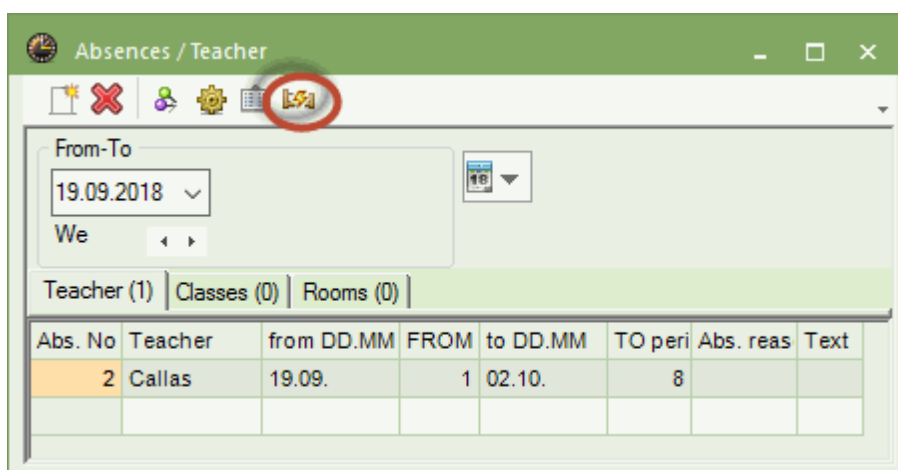 Absences / Teacher
From-To
19.09.2018
18
We
Teacher (1) Classes (0) Rooms (0)
Abs. No Teacher from DD.MM FROM to DD.MM TO peri Abs. reas Text
2 Callas 19.09. 1 02.10. 8